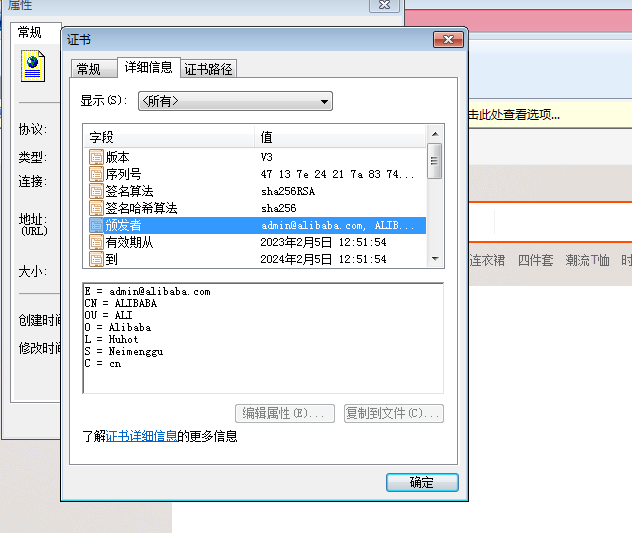 属性
常规
协议:
类型:
连接:
地址:
(URL)
大小:
创建时间
修改时间
证书
常规 详细信息 证书路径
显示(S): <所有>
字段 值
版本 V3
序列号 47 13 7e 24 21 7a 83 74...
签名算法 sha256RSA
签名哈希算法 sha256
颁发者 admin@alibaba.com, ALIB...
有效期从 2023年2月5日 12:51:54
到 2024年2月5日 12:51:54
E = admin@alibaba.com
CN = ALIBABA
OU = ALI
O = Alibaba
L = Huhot
S = Neimenggu
C = cn
编辑属性(E)... 复制到文件(C)...
了解证书详细信息的更多信息
确定
击此处查看选项...
连衣裙 四件套 潮流T恤 时